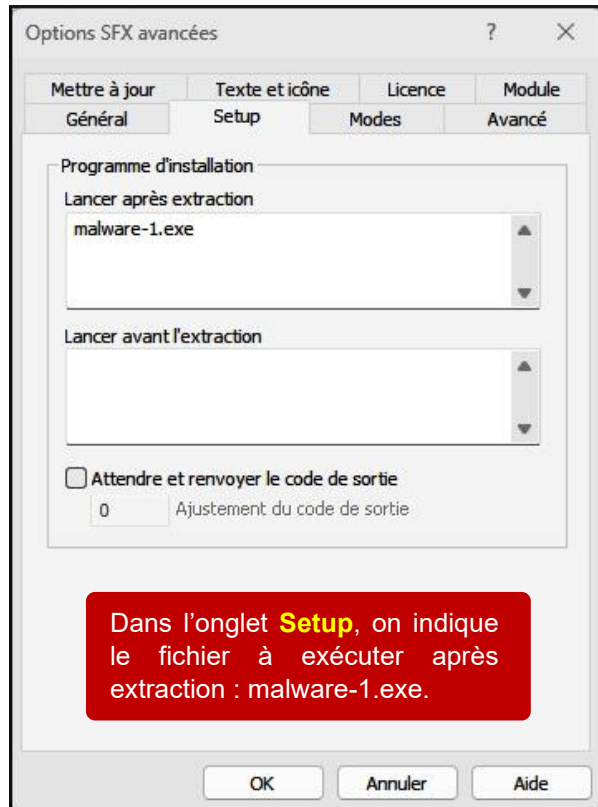 Options SFX avancées ? ×
Mettre à jour Texte et icône Licence Module
Général Setup Modes Avancé
Programme d'installation
Lancer après extraction
malware-1.exe
Lancer avant l'extraction
Attendre et renvoyer le code de sortie
0 Ajustement du code de sortie
Dans l’onglet Setup, on indique
le fichier à exécuter après
extraction : malware-1.exe.
OK Annuler Aide